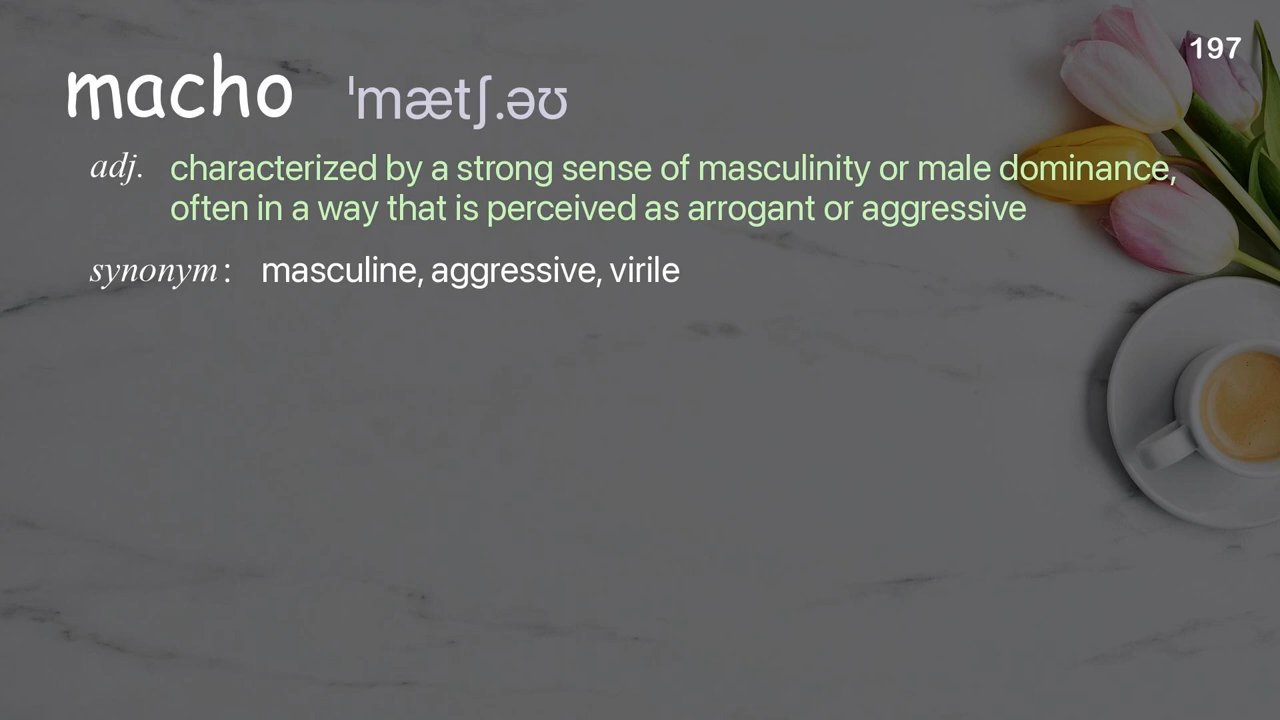 197
macho ˈmætʃ.əʊ
adj. characterized by a strong sense of masculinity or male dominance,
often in a way that is perceived as arrogant or aggressive
synonym: masculine, aggressive, virile